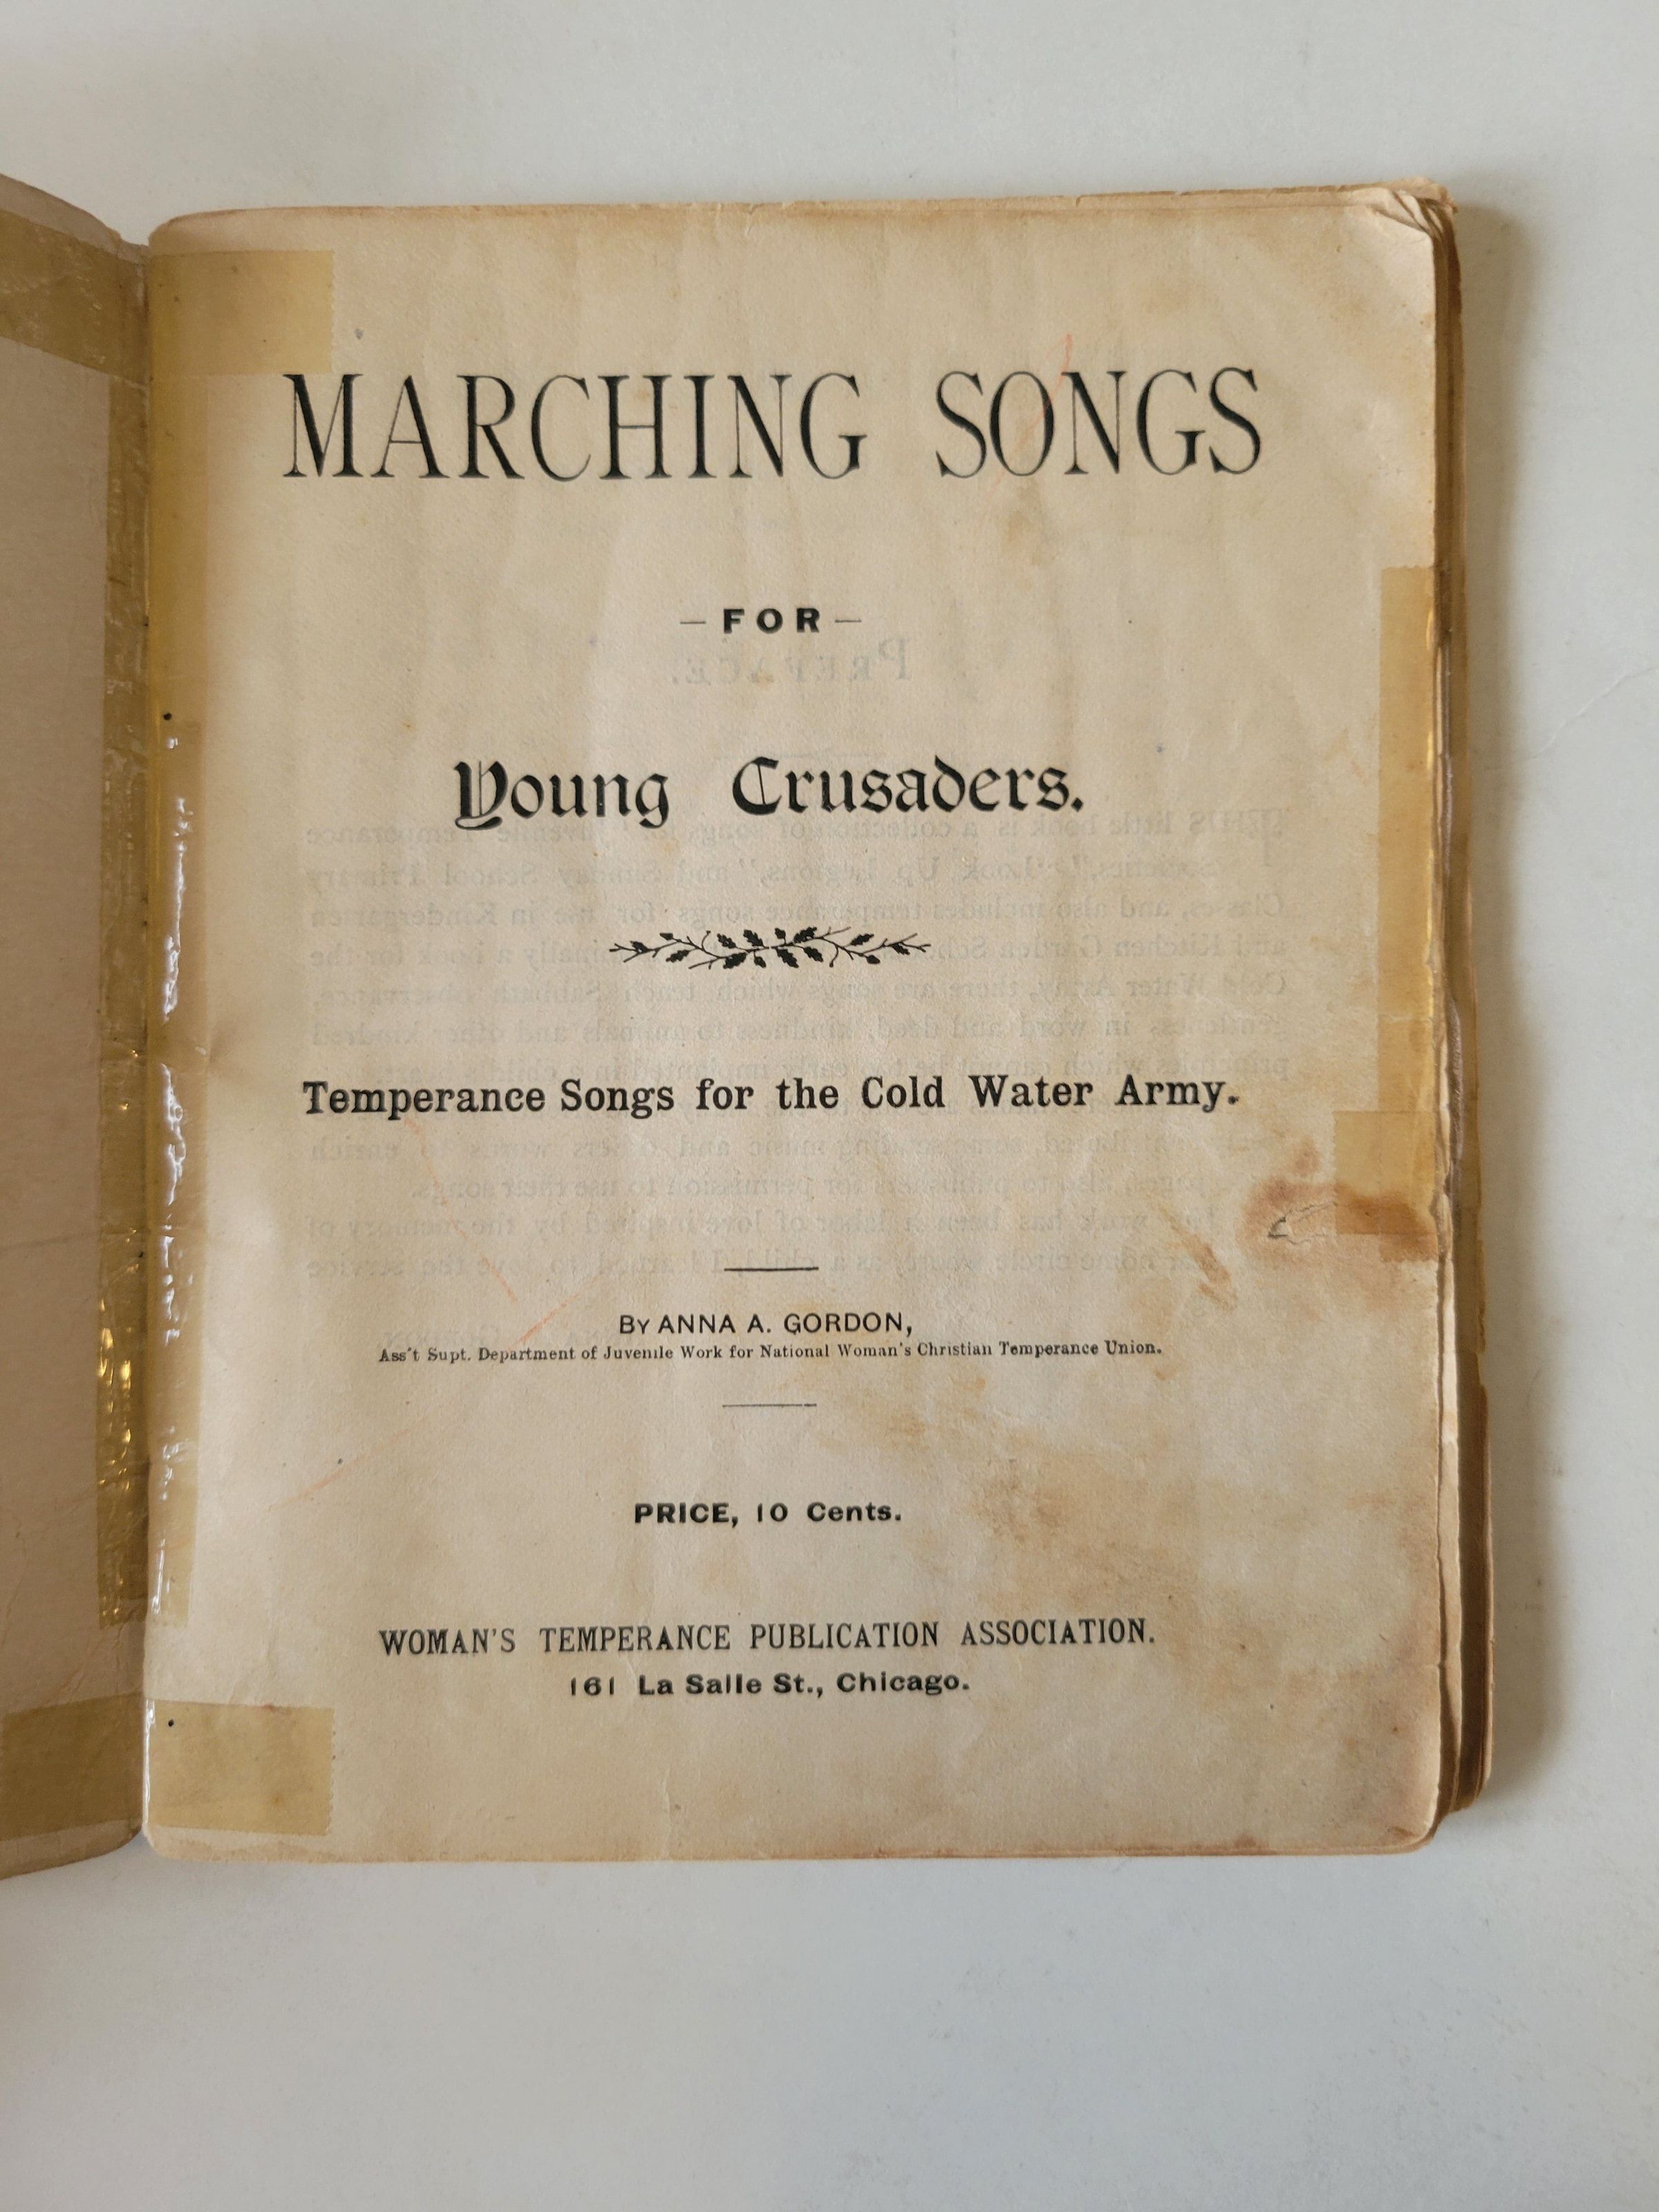 MARCHING SONGS
– FOR –
Young Crusaders.
Temperance Songs for the Cold Water Army.
BY ANNA A. GORDON,
Ass't Supt. Department of Juvenile Work for National Woman's Christian Temperance Union.
PRICE, 10 Cents.
WOMAN'S TEMPERANCE PUBLICATION ASSOCIATION.
161 La Salle St., Chicago.